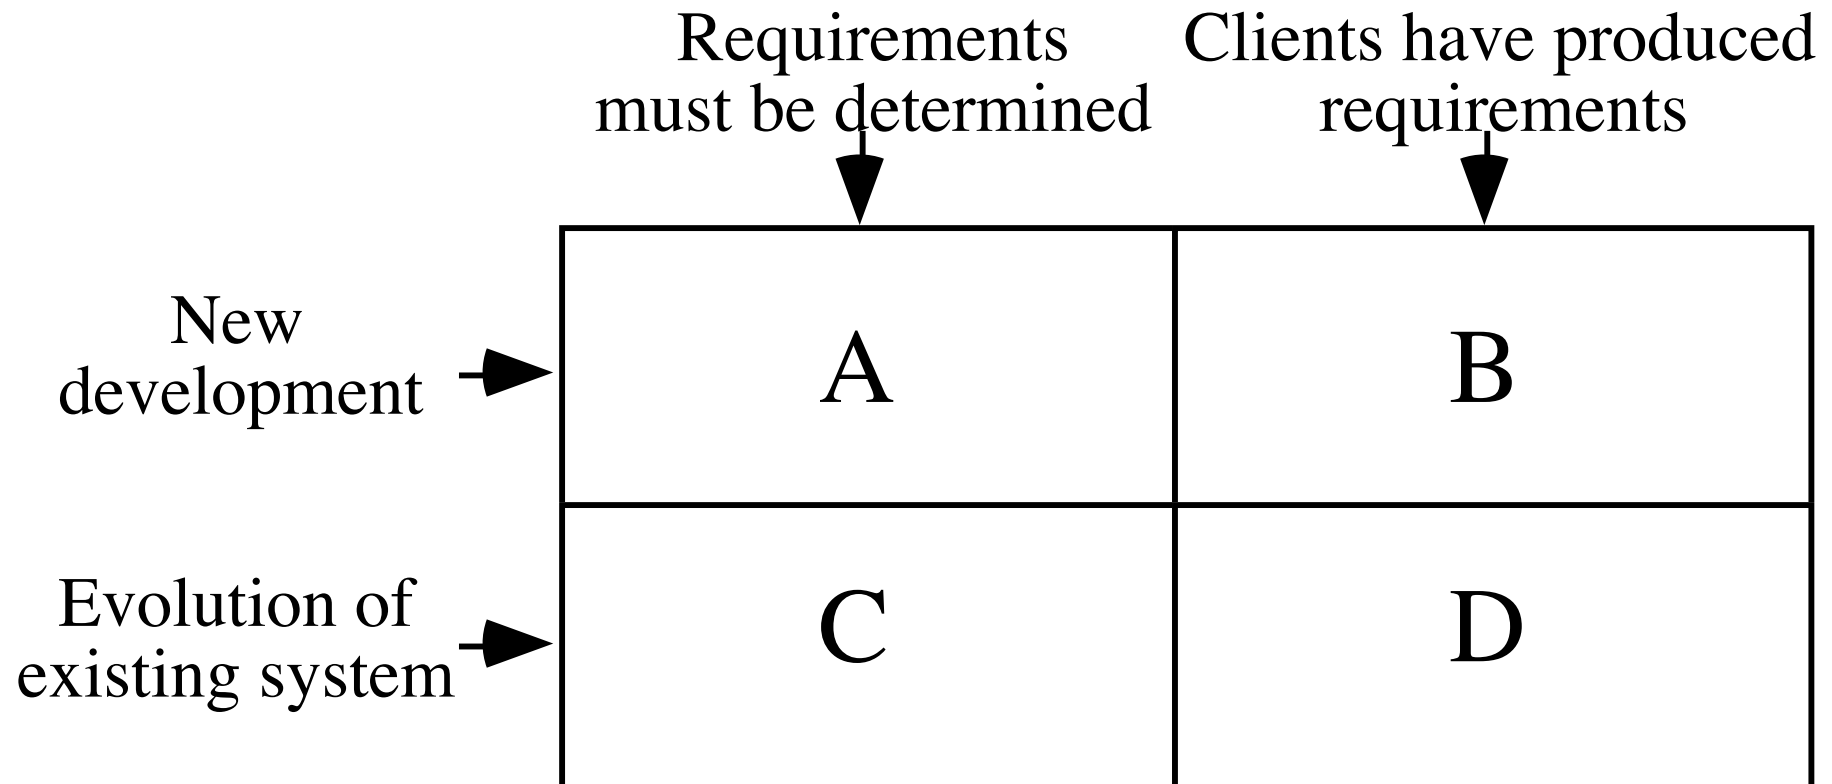 Requirements
must be determined
Clients have produced
requirements
New
development
A
B
Evolution of
existing system
C
D